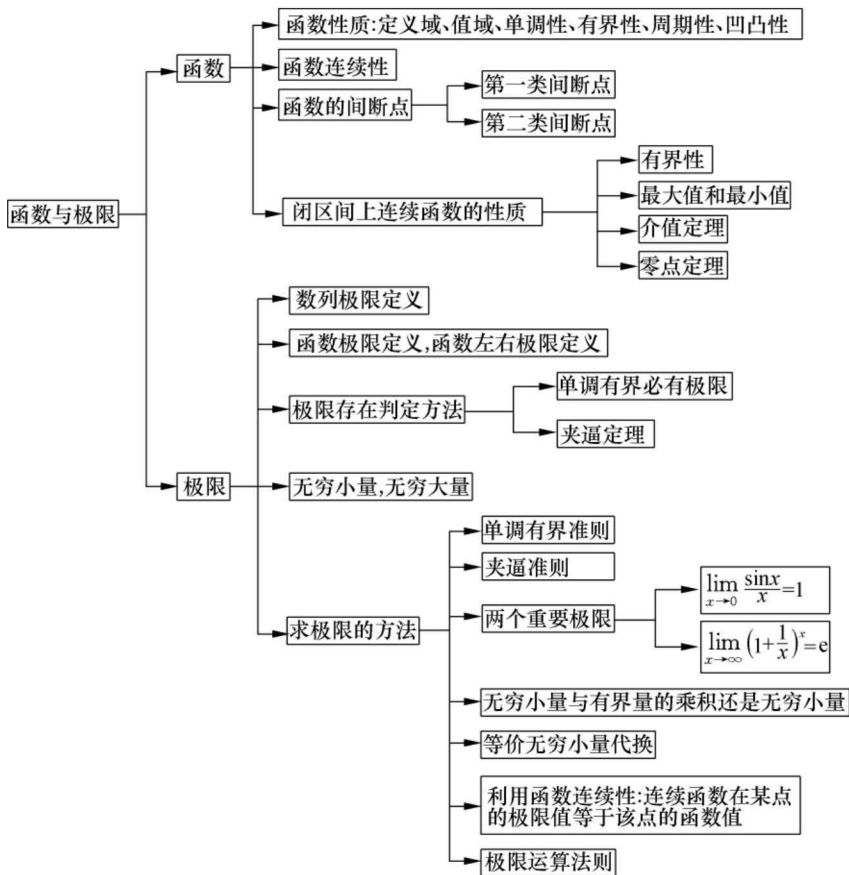 函数与极限
函数
函数性质:定义域、值域、单调性、有界性、周期性、凹凸性
函数连续性
函数的间断点
第一类间断点
第二类间断点
闭区间上连续函数的性质
有界性
最大值和最小值
介值定理
零点定理
极限
数列极限定义
函数极限定义,函数左右极限定义
极限存在判定方法
单调有界必有极限
夹逼定理
无穷小量,无穷大量
求极限的方法
单调有界准则
夹逼准则
两个重要极限
lim x→0 sinx/x=1
lim x→∞ (1+1/x)^x=e
无穷小量与有界量的乘积还是无穷小量
等价无穷小量代换
利用函数连续性:连续函数在某点
的极限值等于该点的函数值
极限运算法则